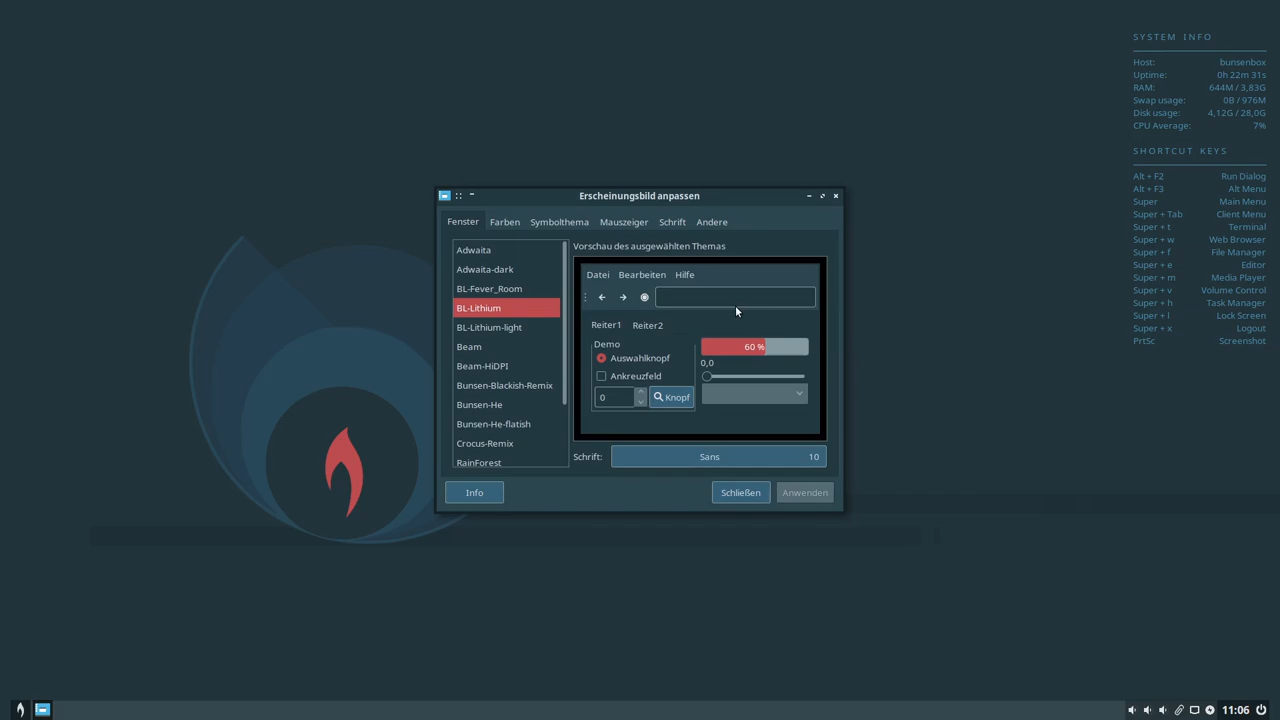 SYSTEM INFO
Host: bunsenbox
Uptime: 0h 22m 31s
RAM: 644M / 3,83G
Swap usage: 0B / 976M
Disk usage: 4,12G / 28,0G
CPU Average: 7%
SHORTCUT KEYS
Alt + F2 Run Dialog
Alt + F3 Alt Menu
Super Main Menu
Super + Tab Client Menu
Super + t Terminal
Super + w Web Browser
Super + f File Manager
Super + e Editor
Super + m Media Player
Super + v Volume Control
Super + h Task Manager
Super + l Lock Screen
Super + x Logout
PrtSc Screenshot
Erscheinungsbild anpassen
Fenster Farben Symbolthema Mauszeiger Schrift Andere
Adwaita
Adwaita-dark
BL-Fever_Room
BL-Lithium
BL-Lithium-light
Beam
Beam-HiDPI
Bunsen-Blackish-Remix
Bunsen-He
Bunsen-He-flatish
Crocus-Remix
RainForest
Vorschau des ausgewählten Themas
Datei Bearbeiten Hilfe
Reiter1 Reiter2
Demo
Auswahlknopf
Ankreuzfeld
0 Knopf
60 %
0,0
Schrift: Sans 10
Info Schließen Anwenden
11:06